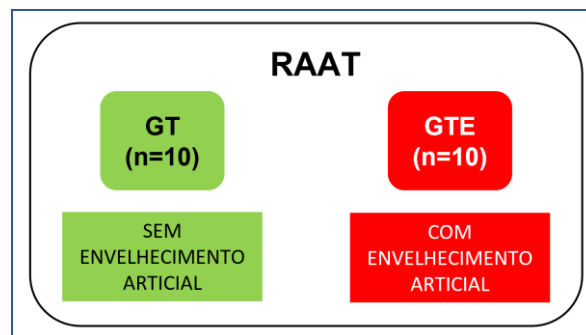 RAAT
GT
(n=10)
GTE
(n=10)
SEM
ENVELHECIMENTO
ARTICIAL
COM
ENVELHECIMENTO
ARTICIAL